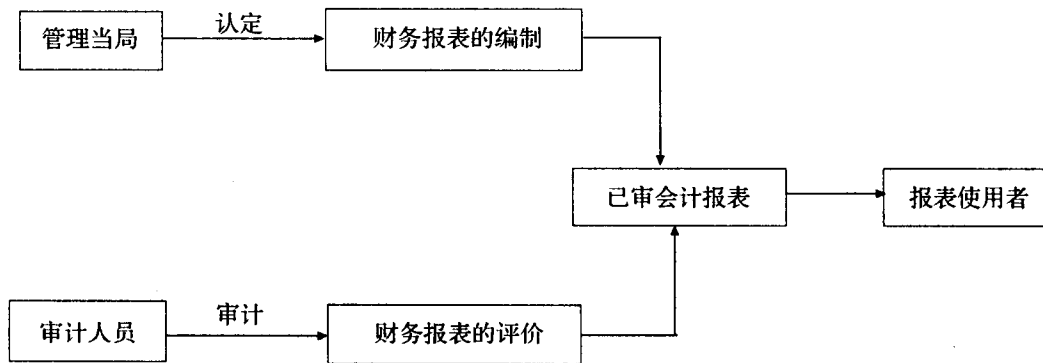 管理当局
认定
财务报表的编制
已审会计报表
报表使用者
审计人员
审计
财务报表的评价